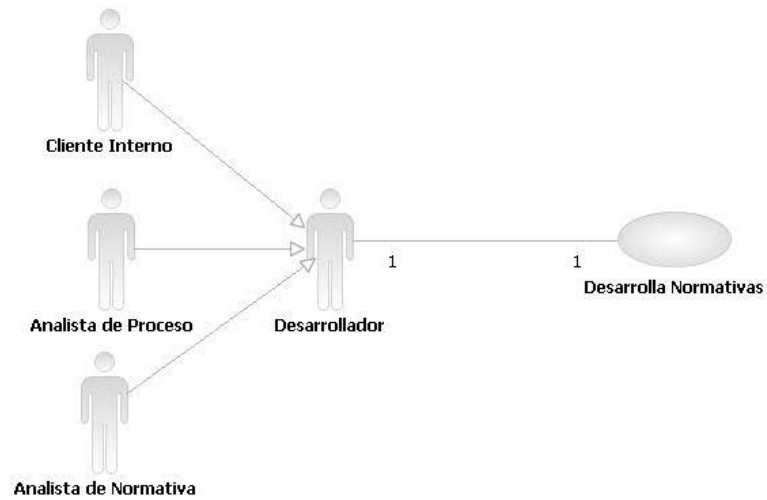 Cliente Interno
1
1
Desarrolla Normativas
Analista de Proceso
Desarrollador
Analista de Normativa